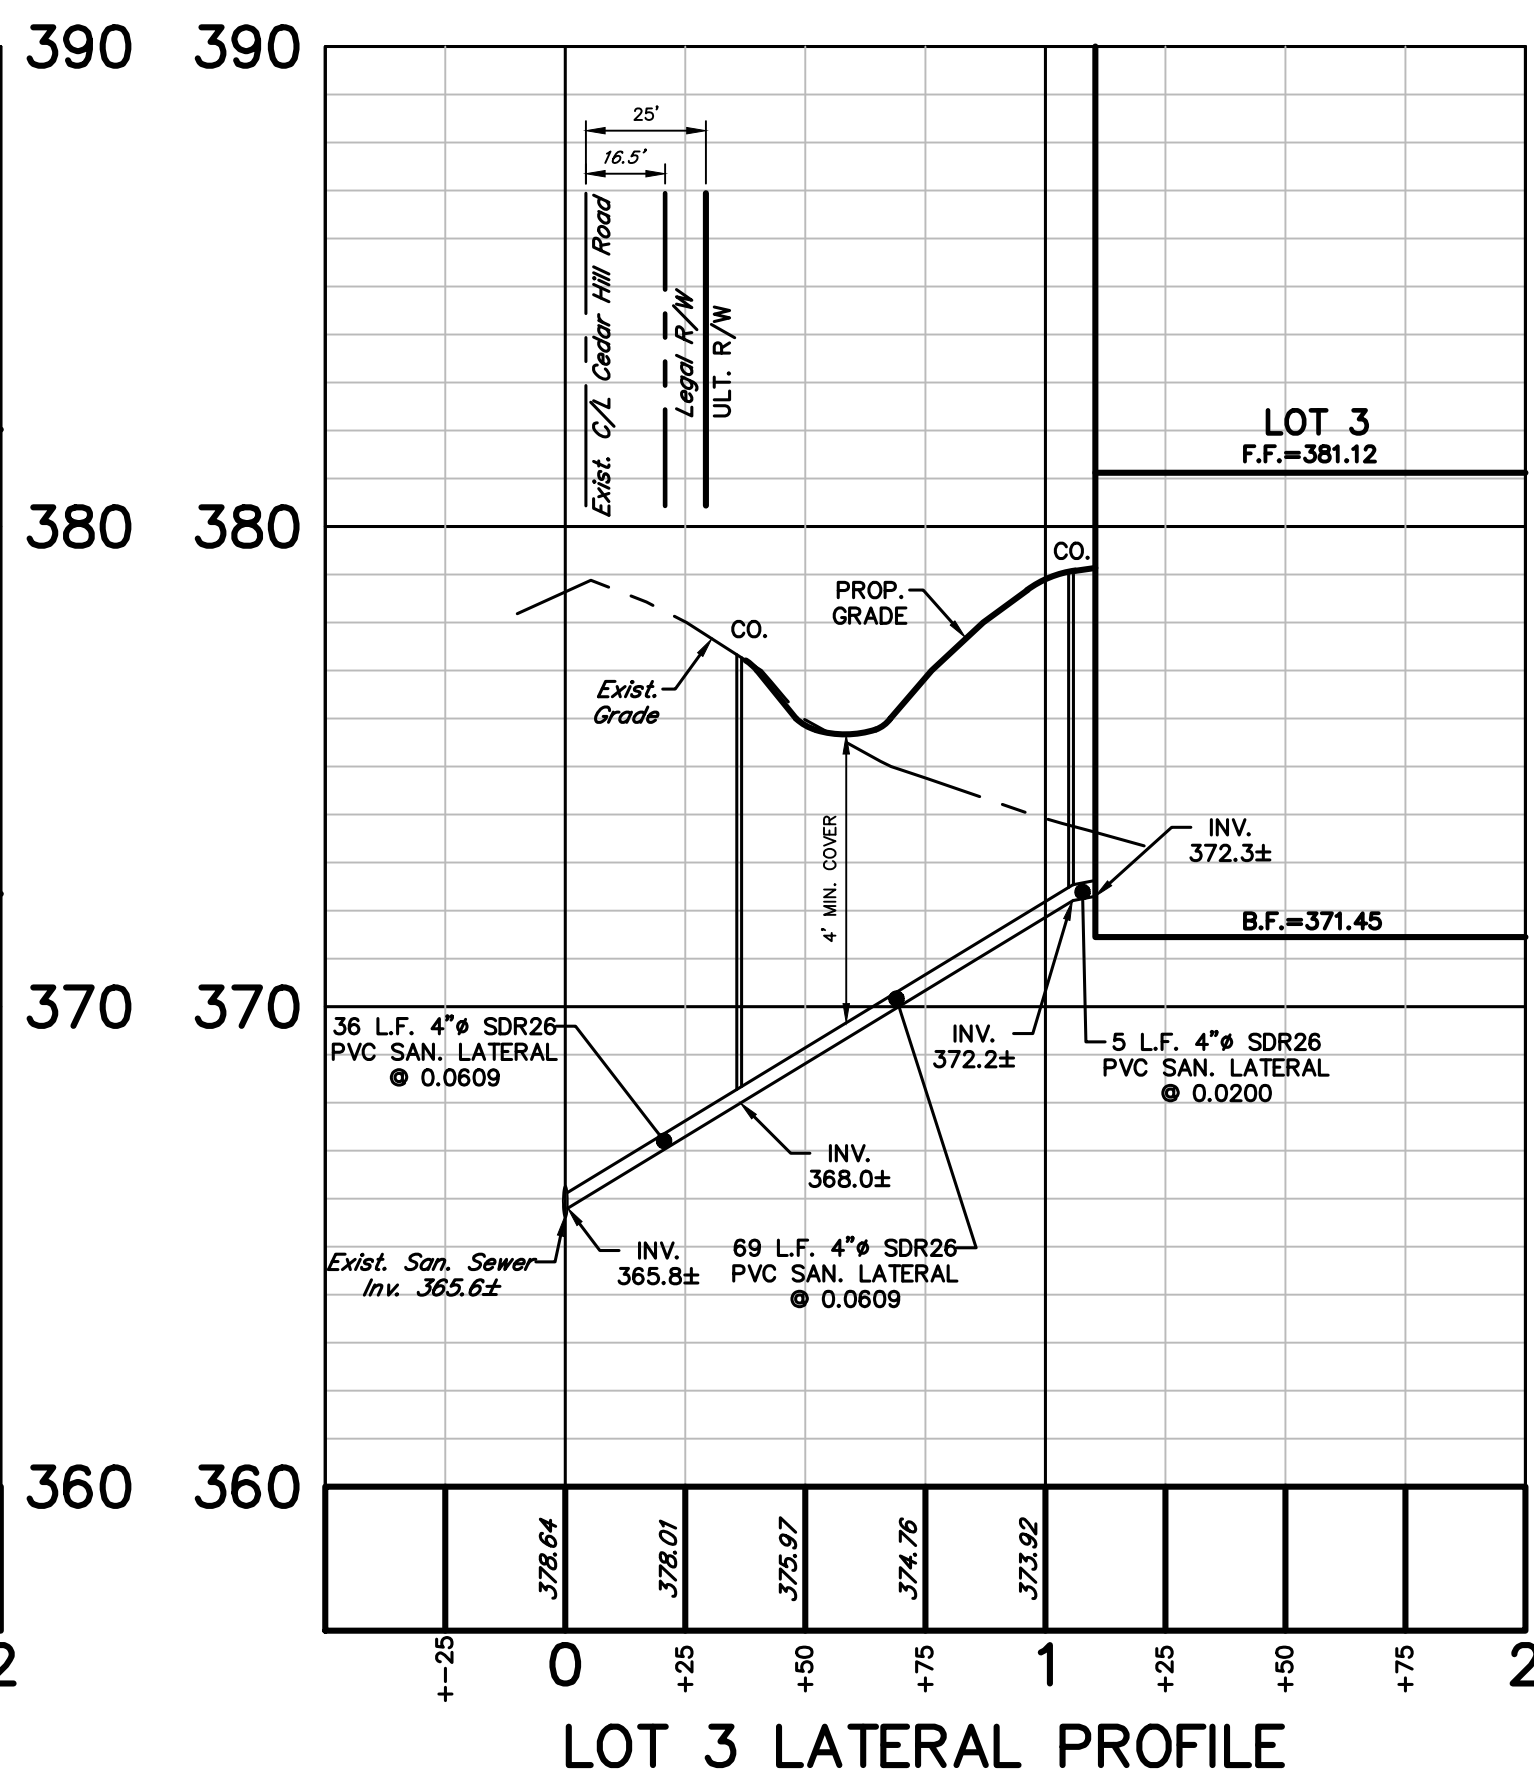 390
390
25'
16.5'
Exist. C/L Cedar Hill Road
Legal R/W
ULT. R/W
LOT 3
F.F.=381.12
380
380
CO.
PROP.
GRADE
CO.
Exist.
Grade
4' MIN. COVER
INV.
372.3±
B.F.=371.45
370
370
36 L.F. 4"ø SDR26
PVC SAN. LATERAL
@ 0.0609
INV.
372.2±
5 L.F. 4"ø SDR26
PVC SAN. LATERAL
@ 0.0200
INV.
368.0±
Exist. San. Sewer
Inv. 365.6±
INV.
365.8±
69 L.F. 4"ø SDR26
PVC SAN. LATERAL
@ 0.0609
360
360
378.64
378.01
375.97
374.76
373.92
2
+-25
0
+25
+50
+75
1
+25
+50
+75
2
LOT 3 LATERAL PROFILE